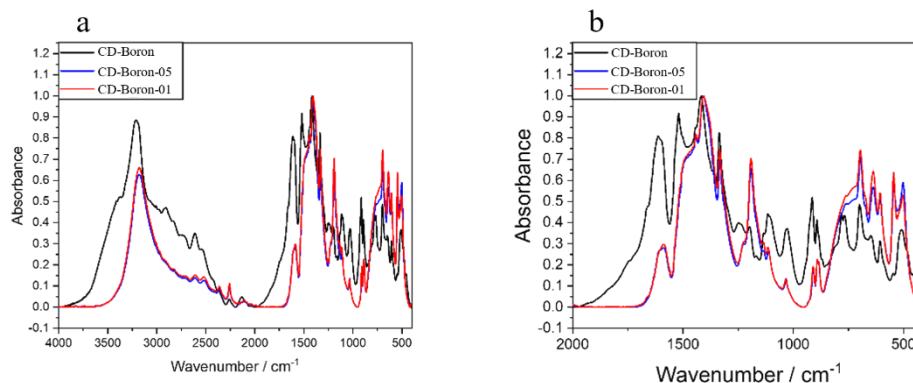 a
1.2
1.1
1.0
0.9
0.8
0.7
0.6
0.5
0.4
0.3
0.2
0.1
0.0
-0.1
Absorbance
CD-Boron
CD-Boron-05
CD-Boron-01
4000 3500 3000 2500 2000 1500 1000 500
Wavenumber / cm-1
b
1.2
1.1
1.0
0.9
0.8
0.7
0.6
0.5
0.4
0.3
0.2
0.1
0.0
-0.1
Absorbance
CD-Boron
CD-Boron-05
CD-Boron-01
2000 1500 1000 500
Wavenumber / cm-1